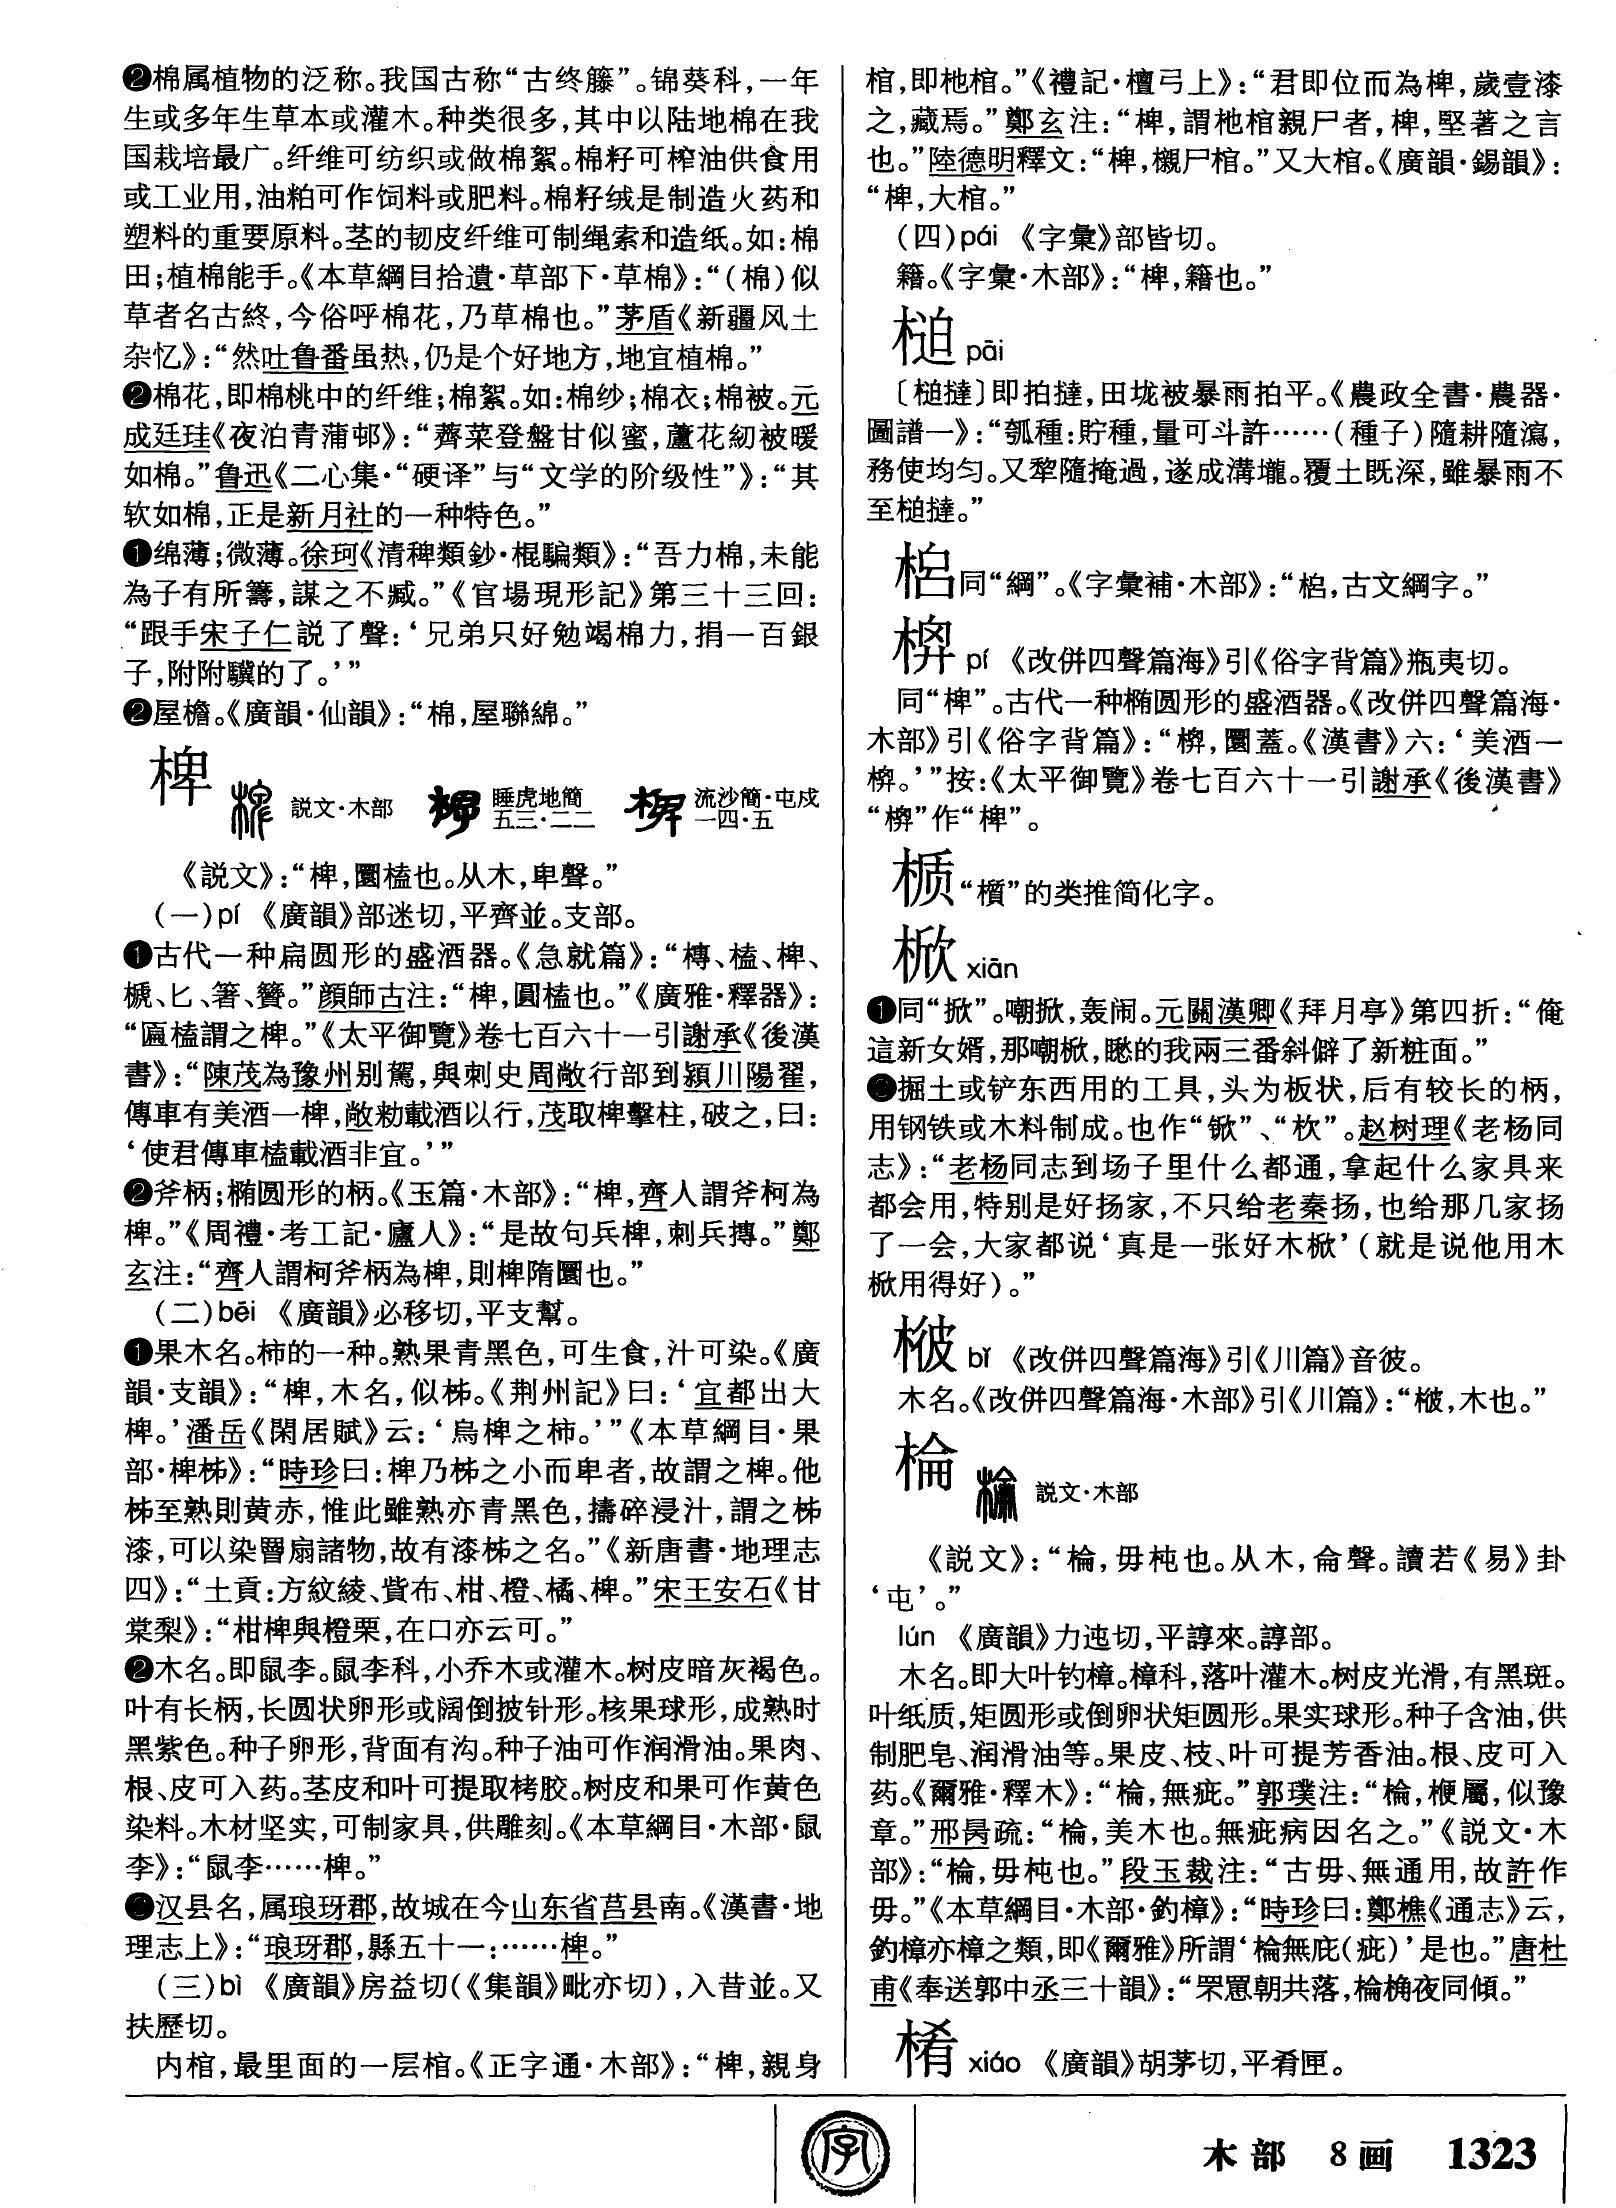 ❷棉属植物的泛称。我国古称“古终籐”。锦葵科，一年
生或多年生草本或灌木。种类很多，其中以陆地棉在我
国栽培最广。纤维可纺织或做棉絮。棉籽可榨油供食用
或工业用，油粕可作饲料或肥料。棉籽绒是制造火药和
塑料的重要原料。茎的韧皮纤维可制绳索和造纸。如：棉
田；植棉能手。《本草綱目拾遺·草部下·草棉》：“（棉）似
草者名古終，今俗呼棉花，乃草棉也。”茅盾《新疆风土
杂忆》：“然吐鲁番虽热，仍是个好地方，地宜植棉。”
❷棉花，即棉桃中的纤维；棉絮。如：棉纱；棉衣；棉被。元
成廷珪《夜泊青蒲邨》：“薺菜登盤甘似蜜，蘆花紉被暖
如棉。”鲁迅《二心集·“硬译”与“文学的阶级性”》：“其
软如棉，正是新月社的一种特色。”
❶绵薄；微薄。徐珂《清稗類鈔·棍騙類》：“吾力棉，未能
為子有所籌，謀之不臧。”《官場現形記》第三十三回：
“跟手宋子仁説了聲：‘兄弟只好勉竭棉力，捐一百銀
子，附附驥的了。’”
❷屋檐。《廣韻·仙韻》：“棉，屋聯綿。”
椑 説文·木部 睡虎地簡 五三·二二 流沙簡·屯戍 一四·五
《説文》：“椑，圜榼也。从木，卑聲。”
（一）pí 《廣韻》部迷切，平齊並。支部。
❶古代一种扁圆形的盛酒器。《急就篇》：“槫、榼、椑、
榹、匕、箸、籫。”顔師古注：“椑，圓榼也。”《廣雅·釋器》：
“匾榼謂之椑。”《太平御覽》卷七百六十一引謝承《後漢
書》：“陳茂為豫州别駕，與刺史周敞行部到潁川陽翟，
傳車有美酒一椑，敞勑載酒以行，茂取椑擊柱，破之，曰：
‘使君傳車榼載酒非宜。’”
❷斧柄；椭圆形的柄。《玉篇·木部》：“椑，齊人謂斧柯為
椑。”《周禮·考工記·廬人》：“是故句兵椑，刺兵摶。”鄭
玄注：“齊人謂柯斧柄為椑，則椑隋圜也。”
（二）bēi 《廣韻》必移切，平支幫。
❶果木名。柿的一种。熟果青黑色，可生食，汁可染。《廣
韻·支韻》：“椑，木名，似柹。《荆州記》曰：‘宜都出大
椑。’潘岳《閑居賦》云：‘烏椑之柿。’”《本草綱目·果
部·椑柹》：“時珍曰：椑乃柹之小而卑者，故謂之椑。他
柹至熟則黄赤，惟此雖熟亦青黑色，擣碎浸汁，謂之柹
漆，可以染罾扇諸物，故有漆柹之名。”《新唐書·地理志
四》：“土貢：方紋綾、貲布、柑、橙、橘、椑。”宋王安石《甘
棠梨》：“柑椑與橙栗，在口亦云可。”
❷木名。即鼠李。鼠李科，小乔木或灌木。树皮暗灰褐色。
叶有长柄，长圆状卵形或阔倒披针形。核果球形，成熟时
黑紫色。种子卵形，背面有沟。种子油可作润滑油。果肉、
根、皮可入药。茎皮和叶可提取栲胶。树皮和果可作黄色
染料。木材坚实，可制家具，供雕刻。《本草綱目·木部·鼠
李》：“鼠李……椑。”
❸汉县名，属琅玡郡，故城在今山东省莒县南。《漢書·地
理志上》：“琅玡郡，縣五十一：……椑。”
（三）bì 《廣韻》房益切（《集韻》毗亦切），入昔並。又
扶歷切。
内棺，最里面的一层棺。《正字通·木部》：“椑，親身
棺，即杝棺。”《禮記·檀弓上》：“君即位而為椑，歲壹漆
之，藏焉。”鄭玄注：“椑，謂杝棺親尸者，椑，堅著之言
也。”陸德明釋文：“椑，櫬尸棺。”又大棺。《廣韻·錫韻》：
“椑，大棺。”
（四）pái 《字彙》部皆切。
籍。《字彙·木部》：“椑，籍也。”
pāi
即拍撻，田垅被暴雨拍平。《農政全書·農器·
圖譜一》：“瓠種：貯種，量可斗許……（種子）隨耕隨瀉，
務使均匀。又犂隨掩過，遂成溝壠。覆土既深，雖暴雨不
至撻。”
同“綱”。《字彙補·木部》：“古文綱字。”
pí 《改併四聲篇海》引《俗字背篇》瓶夷切。
同“椑”。古代一种椭圆形的盛酒器。《改併四聲篇海·
木部》引《俗字背篇》：“圜蓋。《漢書》六：‘美酒一
’”按：《太平御覽》卷七百六十一引謝承《後漢書》
作“椑”。
“櫍”的类推简化字。
杴 xiān
❶同“掀”。嘲掀，轰闹。元關漢卿《拜月亭》第四折：“俺
這新女婿，那嘲，瞇的我兩三番斜僻了新粧面。”
❷掘土或铲东西用的工具，头为板状，后有较长的柄，
用钢铁或木料制成。也作“锨”、“杴”。赵树理《老杨同
志》：“老杨同志到场子里什么都通，拿起什么家具来
都会用，特别是好扬家，不只给老秦扬，也给那几家扬
了一会，大家都说‘真是一张好木’（就是说他用木
用得好）。”
bǐ 《改併四聲篇海》引《川篇》音彼。
木名。《改併四聲篇海·木部》引《川篇》：“木也。”
棆 説文·木部
《説文》：“棆，毋杶也。从木，侖聲。讀若《易》卦
‘屯’。”
lún 《廣韻》力迍切，平諄來。諄部。
木名。即大叶钓樟。樟科，落叶灌木。树皮光滑，有黑斑。
叶纸质，矩圆形或倒卵状矩圆形。果实球形。种子含油，供
制肥皂、润滑油等。果皮、枝、叶可提芳香油。根、皮可入
药。《爾雅·釋木》：“棆，無疵。”郭璞注：“棆，楩屬，似豫
章。”邢昺疏：“棆，美木也。無疵病因名之。”《説文·木
部》：“棆，毋杶也。”段玉裁注：“古毋、無通用，故許作
毋。”《本草綱目·木部·釣樟》：“時珍曰：鄭樵《通志》云，
釣樟亦樟之類，即《爾雅》所謂‘棆無庇（疵）’是也。”唐杜
甫《奉送郭中丞三十韻》：“罘罳朝共落，棆桷夜同傾。”
㮁 xiáo 《廣韻》胡茅切，平肴匣。
字
木部 8画 1323